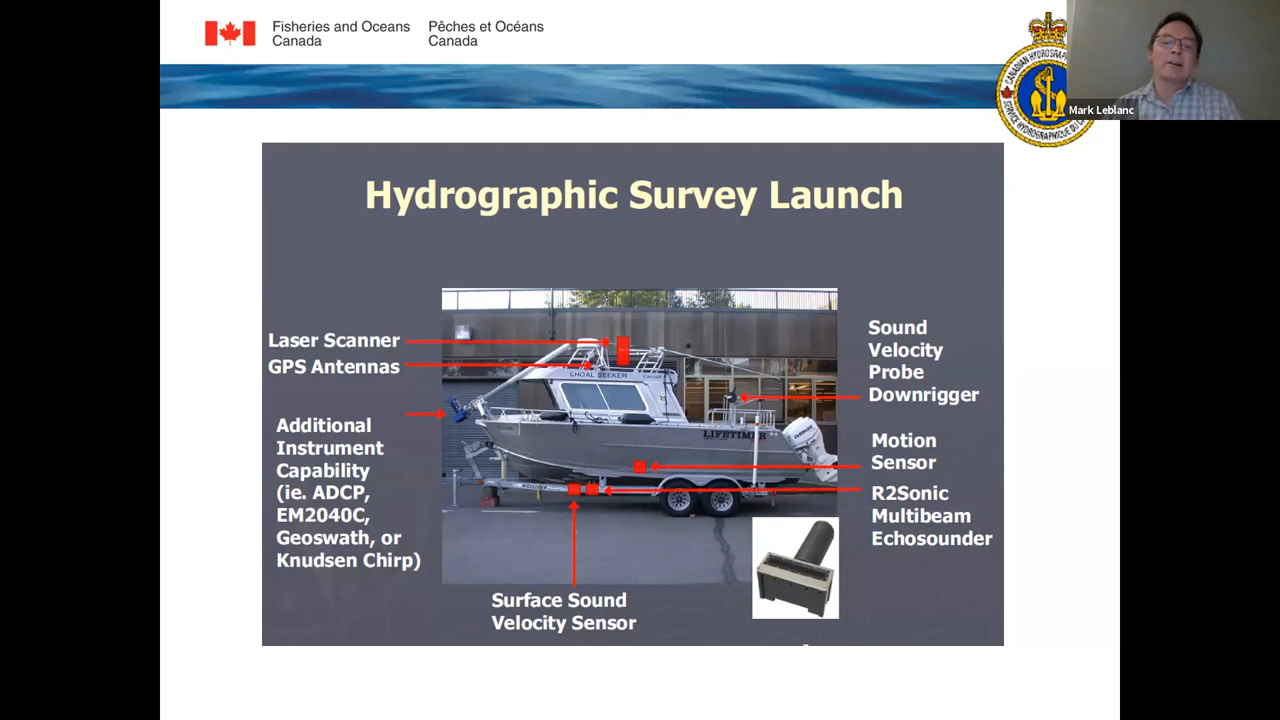 Fisheries and Oceans
Canada
Pêches et Océans
Canada
Mark Leblanc
Hydrographic Survey Launch
Laser Scanner
GPS Antennas
Additional
Instrument
Capability
(ie. ADCP,
EM2040C,
Geoswath, or
Knudsen Chirp)
SHOAL SEEKER
Canada
LIFETIMER
Sound
Velocity
Probe
Downrigger
Motion
Sensor
R2Sonic
Multibeam
Echosounder
Surface Sound
Velocity Sensor